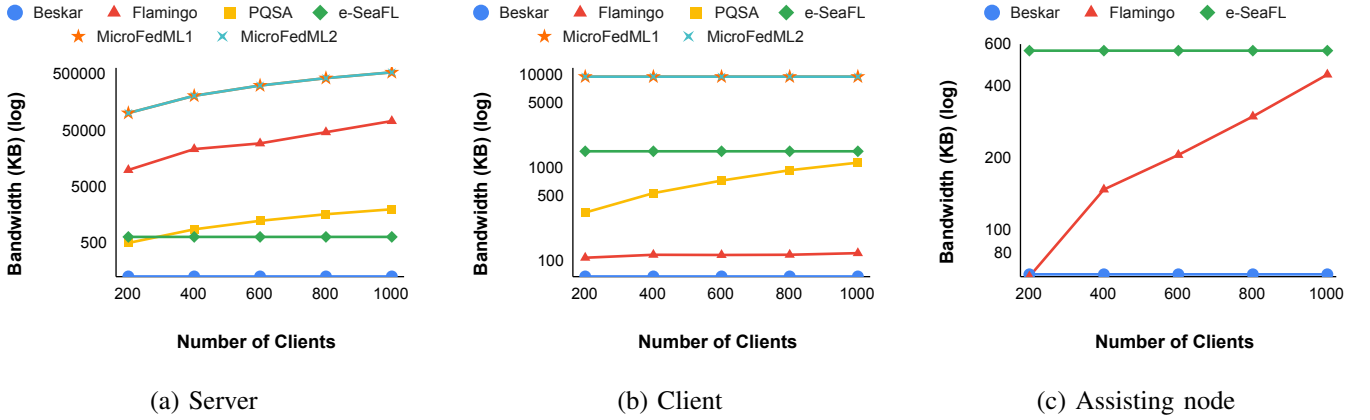 Beskar Flamingo PQSA e-SeaFL
MicroFedML1 MicroFedML2
Bandwidth (KB) (log)
500000
50000
5000
500
200 400 600 800 1000
Number of Clients
(a) Server
Beskar Flamingo PQSA e-SeaFL
MicroFedML1 MicroFedML2
Bandwidth (KB) (log)
10000
5000
1000
500
100
200 400 600 800 1000
Number of Clients
(b) Client
Beskar Flamingo e-SeaFL
Bandwidth (KB) (log)
600
400
200
100
80
200 400 600 800 1000
Number of Clients
(c) Assisting node